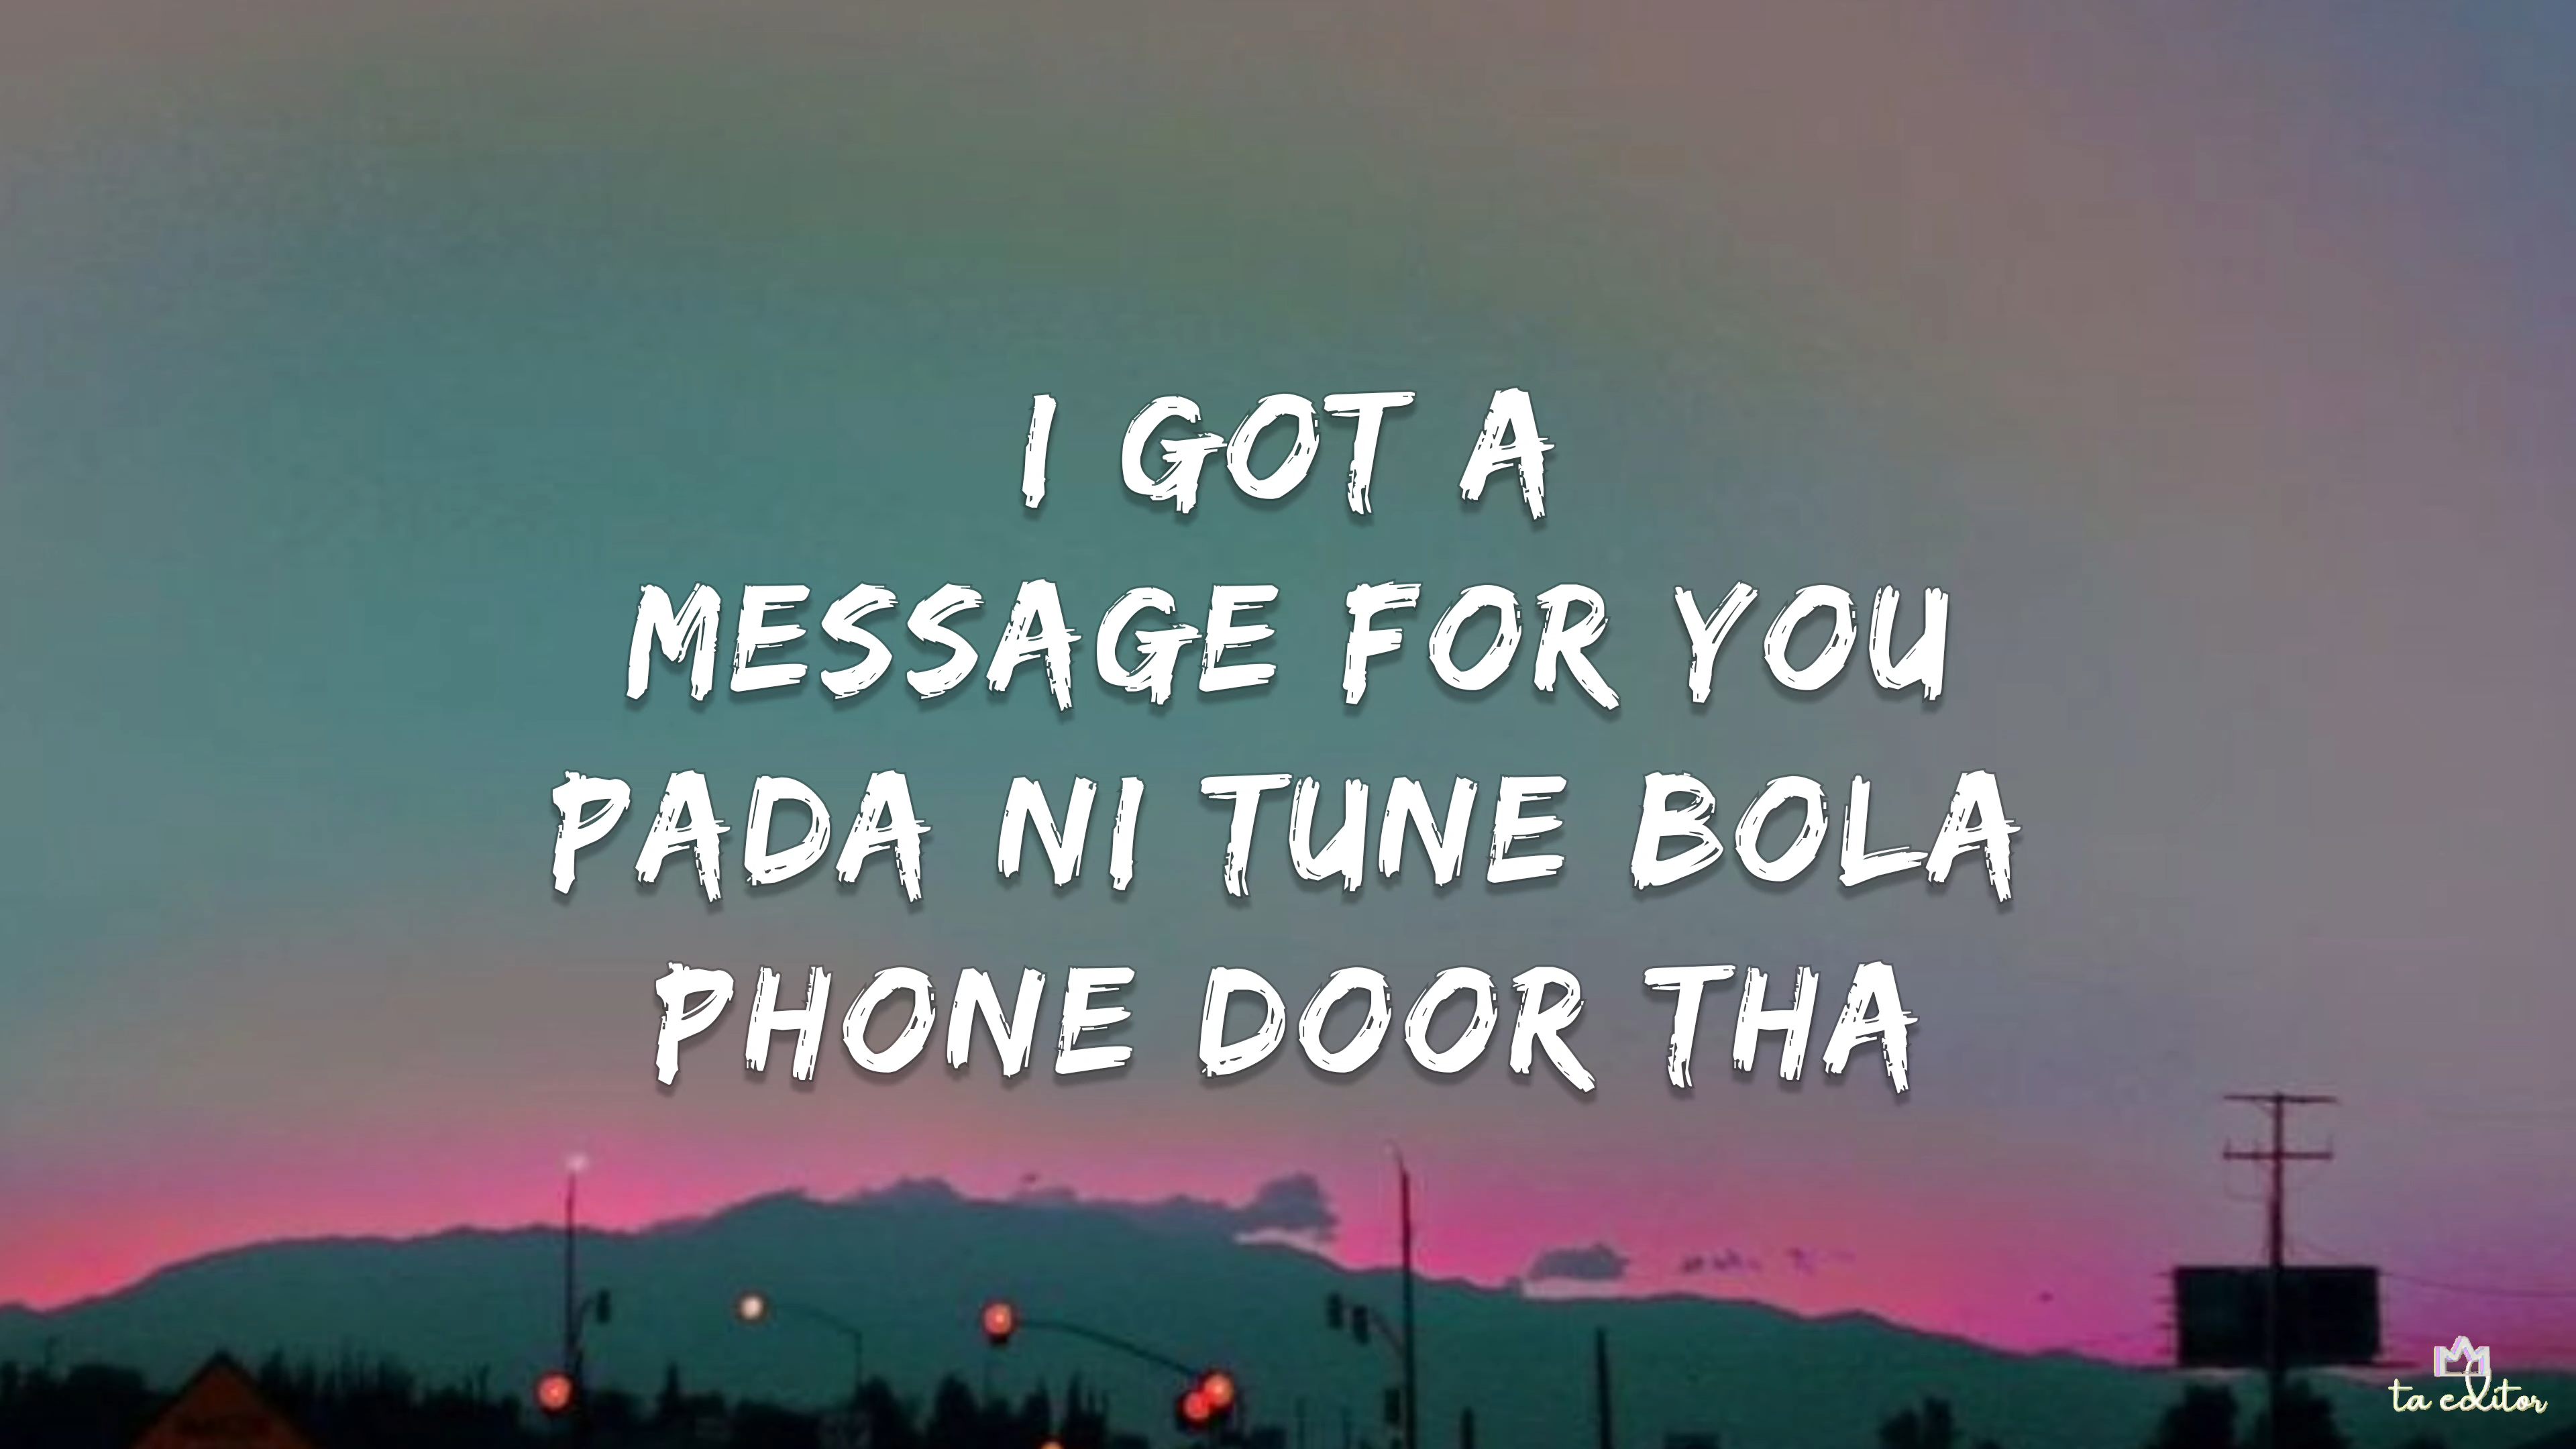 I GOT A
MESSAGE FOR YOU
PADA NI TUNE BOLA
PHONE DOOR THA
ta editor